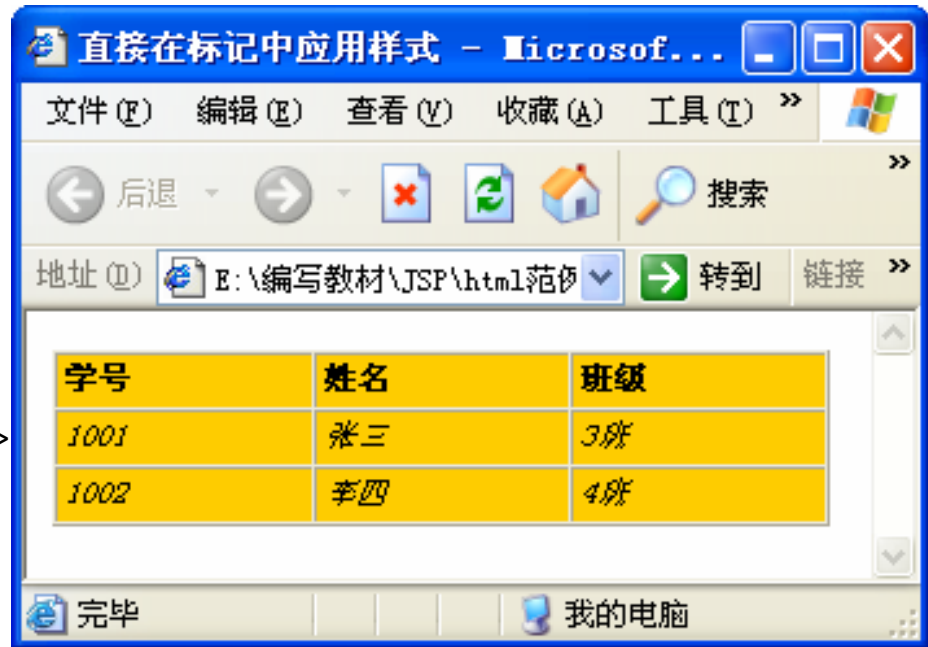 直接在标记中应用样式 - Microsof...
文件(F) 编辑(E) 查看(V) 收藏(A) 工具(T) »
后退 搜索 »
地址(D) E:\编写教材\JSP\html范例 转到 链接 »
学号 姓名 班级
>
1001 张三 3班
1002 李四 4班
完毕 我的电脑